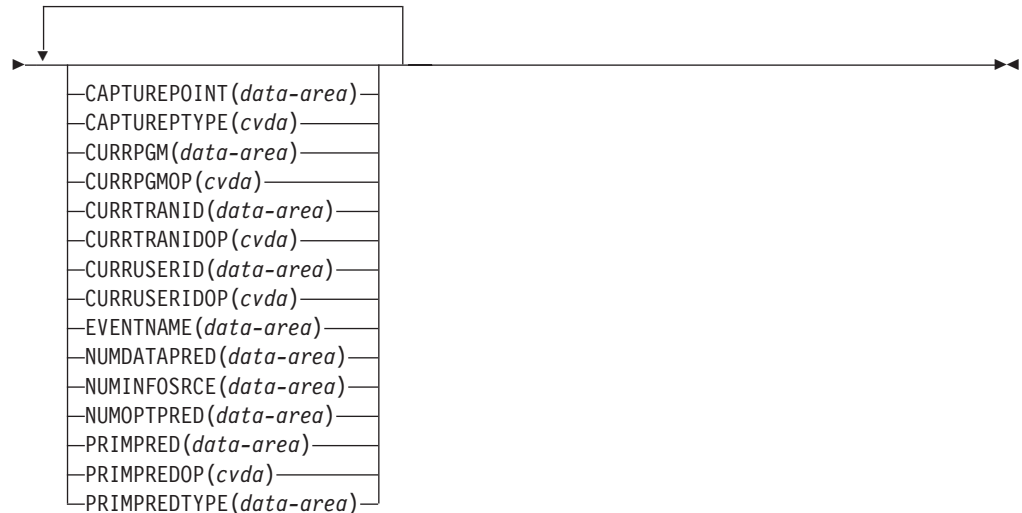 CAPTUREPOINT(data-area)
CAPTUREPTYPE(cvda)
CURRPGM(data-area)
CURRPGMOP(cvda)
CURRTRANID(data-area)
CURRTRANIDOP(cvda)
CURRUSERID(data-area)
CURRUSERIDOP(cvda)
EVENTNAME(data-area)
NUMDATAPRED(data-area)
NUMINFOSRCE(data-area)
NUMOPTPRED(data-area)
PRIMPRED(data-area)
PRIMPREDOP(cvda)
PRIMPREDTYPE(data-area)